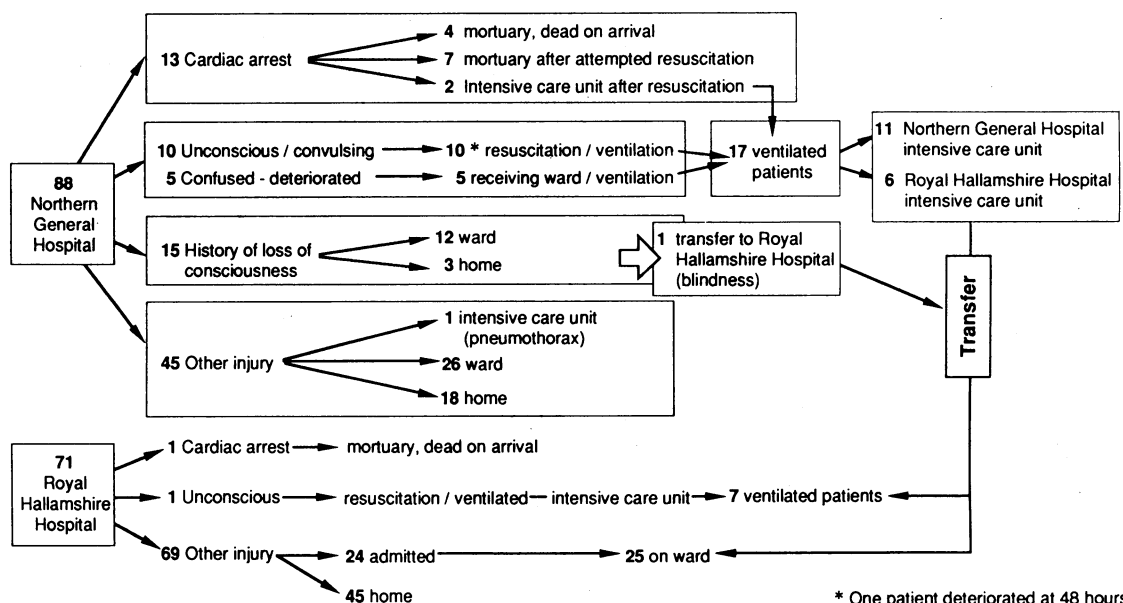 4 mortuary, dead on arrival
13 Cardiac arrest
7 mortuary after attempted resuscitation
2 Intensive care unit after resuscitation
88
Northern
General
Hospital
10 Unconscious / convulsing
10 * resuscitation / ventilation
5 Confused - deteriorated
5 receiving ward / ventilation
17 ventilated
patients
11 Northern General Hospital
intensive care unit
6 Royal Hallamshire Hospital
intensive care unit
15 History of loss of
consciousness
12 ward
3 home
1 transfer to Royal
Hallamshire Hospital
(blindness)
Transfer
45 Other injury
1 intensive care unit
(pneumothorax)
26 ward
18 home
71
Royal
Hallamshire
Hospital
1 Cardiac arrest
mortuary, dead on arrival
1 Unconscious
resuscitation / ventilated
intensive care unit
7 ventilated patients
69 Other injury
24 admitted
25 on ward
45 home
* One patient deteriorated at 48 hours